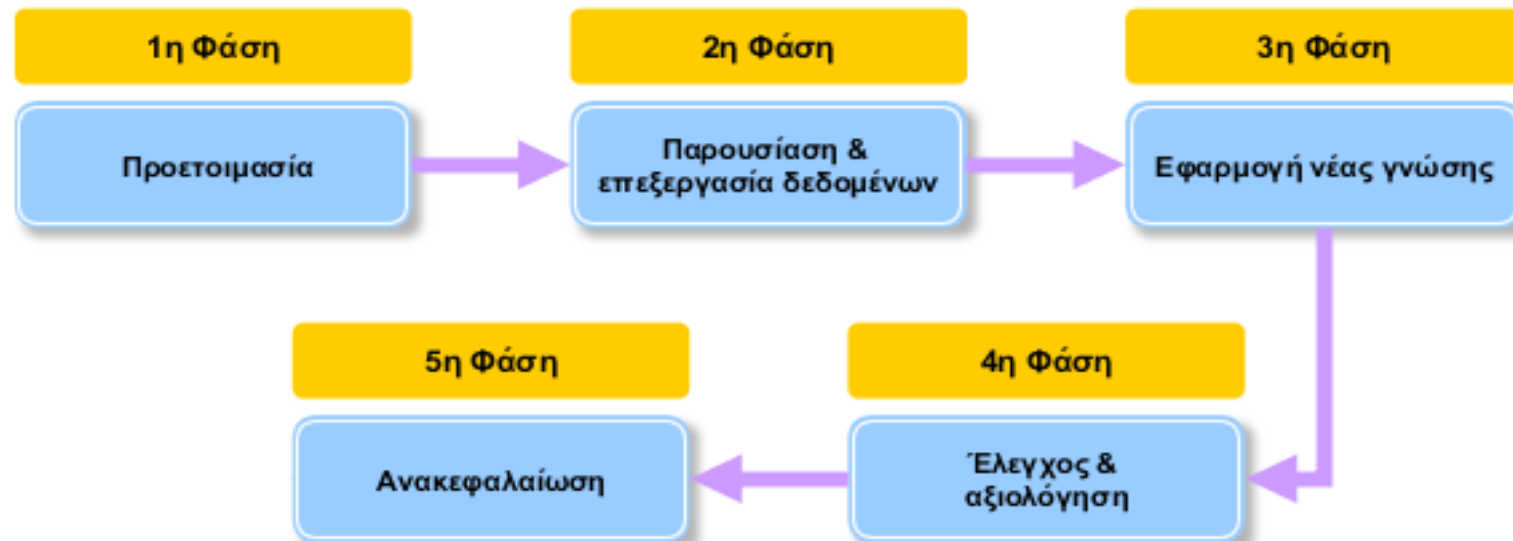 1η Φάση
Προετοιμασία
2η Φάση
Παρουσίαση &
επεξεργασία δεδομένων
3η Φάση
Εφαρμογή νέας γνώσης
4η Φάση
Έλεγχος &
αξιολόγηση
5η Φάση
Ανακεφαλαίωση